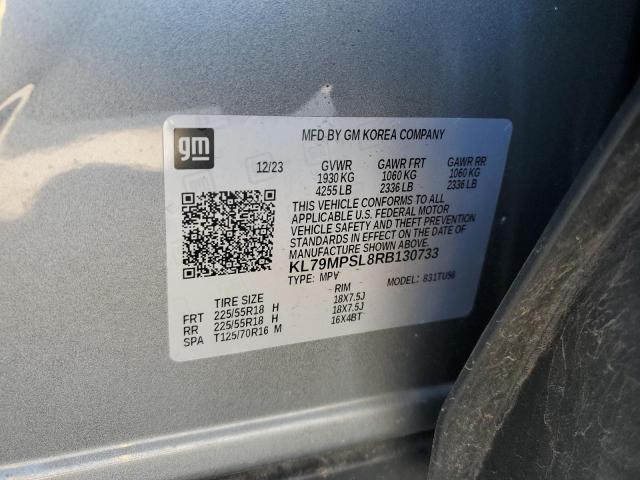 gm
MFD BY GM KOREA COMPANY
12/23 GVWR GAWR FRT GAWR RR
1930 KG 1060 KG 1060 KG
4255 LB 2336 LB 2336 LB
THIS VEHICLE CONFORMS TO ALL
APPLICABLE U.S. FEDERAL MOTOR
VEHICLE SAFETY AND THEFT PREVENTION
STANDARDS IN EFFECT ON THE DATE OF
MANUFACTURE SHOWN ABOVE.
KL79MPSL8RB130733
TYPE: MPV MODEL: 831TU56
TIRE SIZE RIM
FRT 225/55R18 H 18X7.5J
RR 225/55R18 H 18X7.5J
SPA T125/70R16 M 16X4BT